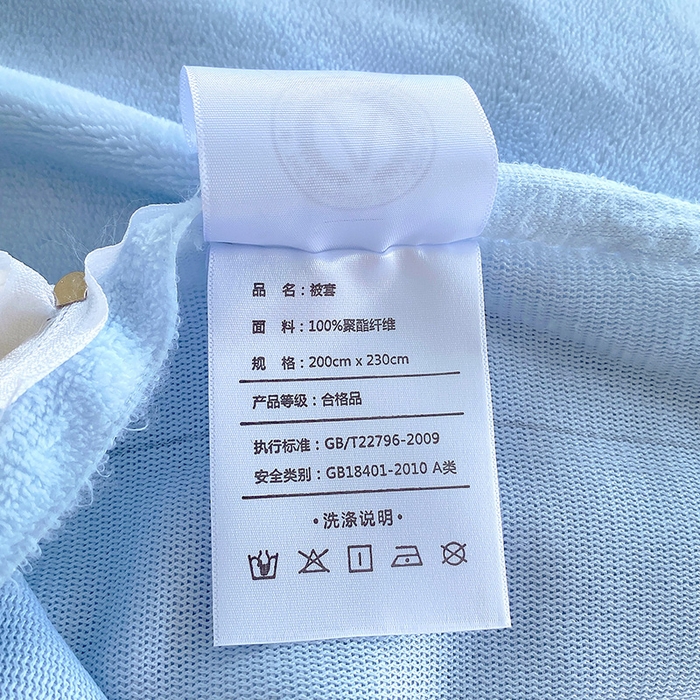 品 名：被套
面 料：100%聚酯纤维
规 格：200cm x 230cm
产品等级：合格品
执行标准：GB/T22796-2009
安全类别：GB18401-2010 A类
•洗涤说明•